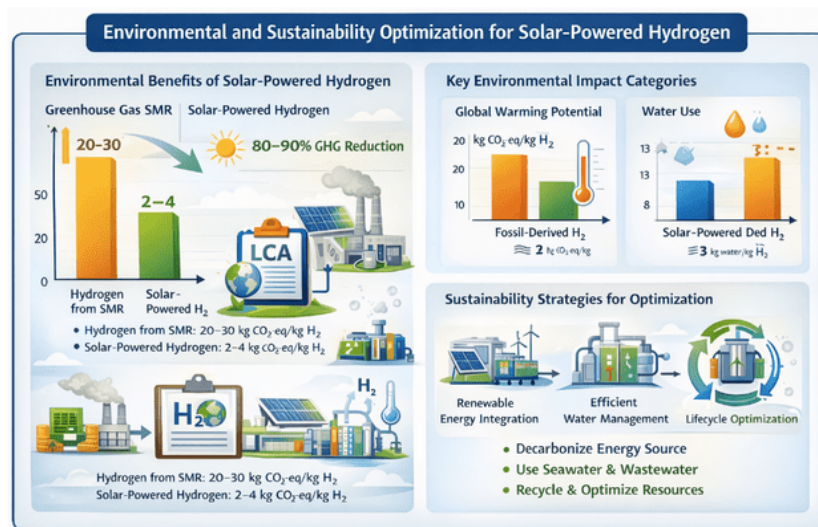 Environmental and Sustainability Optimization for Solar-Powered Hydrogen
Environmental Benefits of Solar-Powered Hydrogen
Greenhouse Gas SMR
Solar-Powered Hydrogen
20-30
80-90% GHG Reduction
50
2-4
20
0
LCA
Hydrogen from SMR
Solar-Powered H₂
• Hydrogen from SMR: 20-30 kg CO₂-eq/kg H₂
• Solar-Powered Hydrogen: 2-4 kg CO₂-eq/kg H₂
H₂
H₂
Hydrogen from SMR: 20-30 kg CO₂-eq/kg H₂
Solar-Powered Hydrogen: 2-4 kg CO₂-eq/kg H₂
Key Environmental Impact Categories
Global Warming Potential
20
kg CO₂-eq/kg H₂
20
10
Fossil-Derived H₂
2
Water Use
13
13
8
Solar-Powered Ded H₂
3 kg water/kg H₂
Sustainability Strategies for Optimization
Renewable
Energy Integration
Efficient
Water Management
Lifecycle Optimization
• Decarbonize Energy Source
• Use Seawater & Wastewater
• Recycle & Optimize Resources